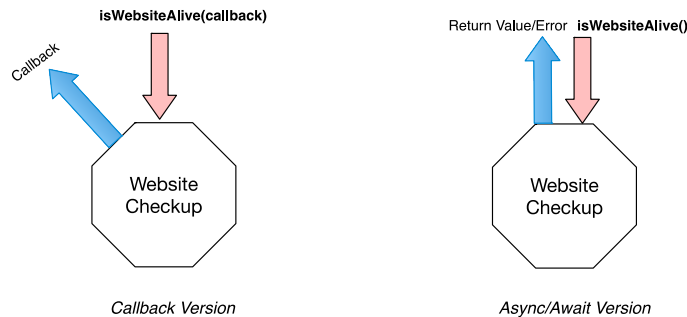 isWebsiteAlive(callback)
Callback
Website
Checkup
Callback Version
Return Value/Error isWebsiteAlive()
Website
Checkup
Async/Await Version